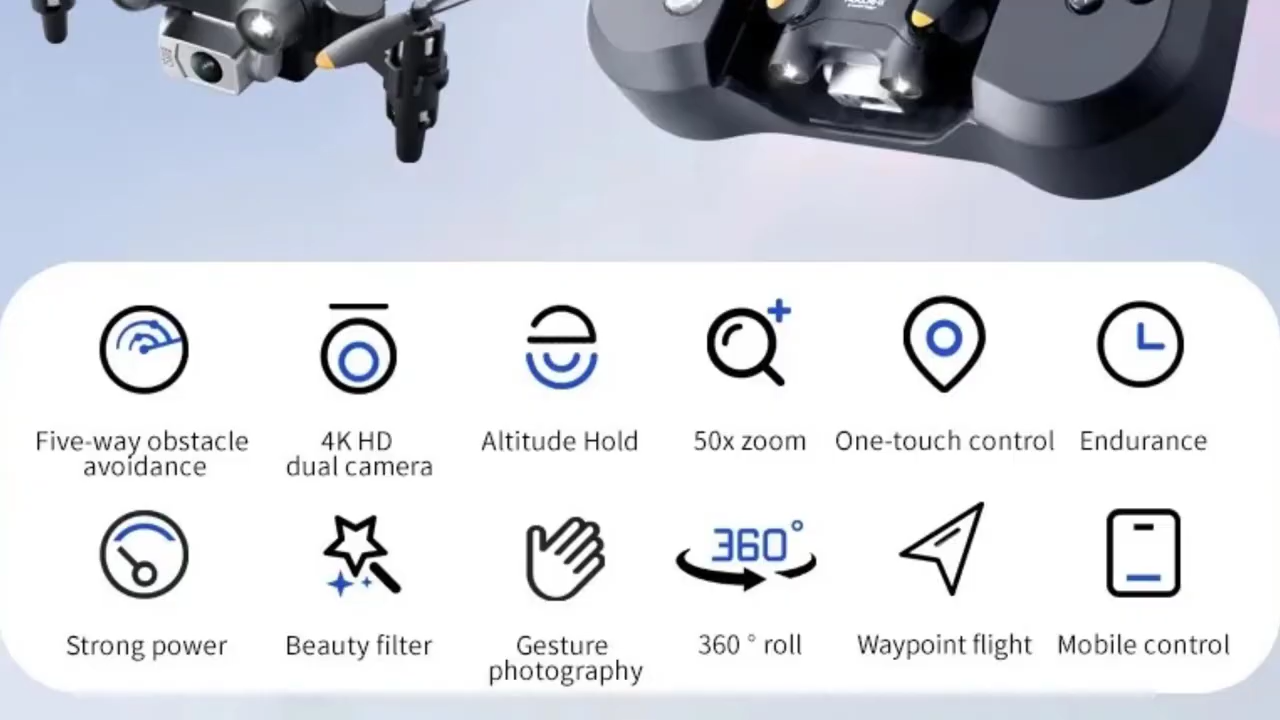 Five-way obstacle
avoidance
4K HD
dual camera
Altitude Hold
50x zoom
One-touch control
Endurance
360°
Strong power
Beauty filter
Gesture
photography
360 ° roll
Waypoint flight
Mobile control